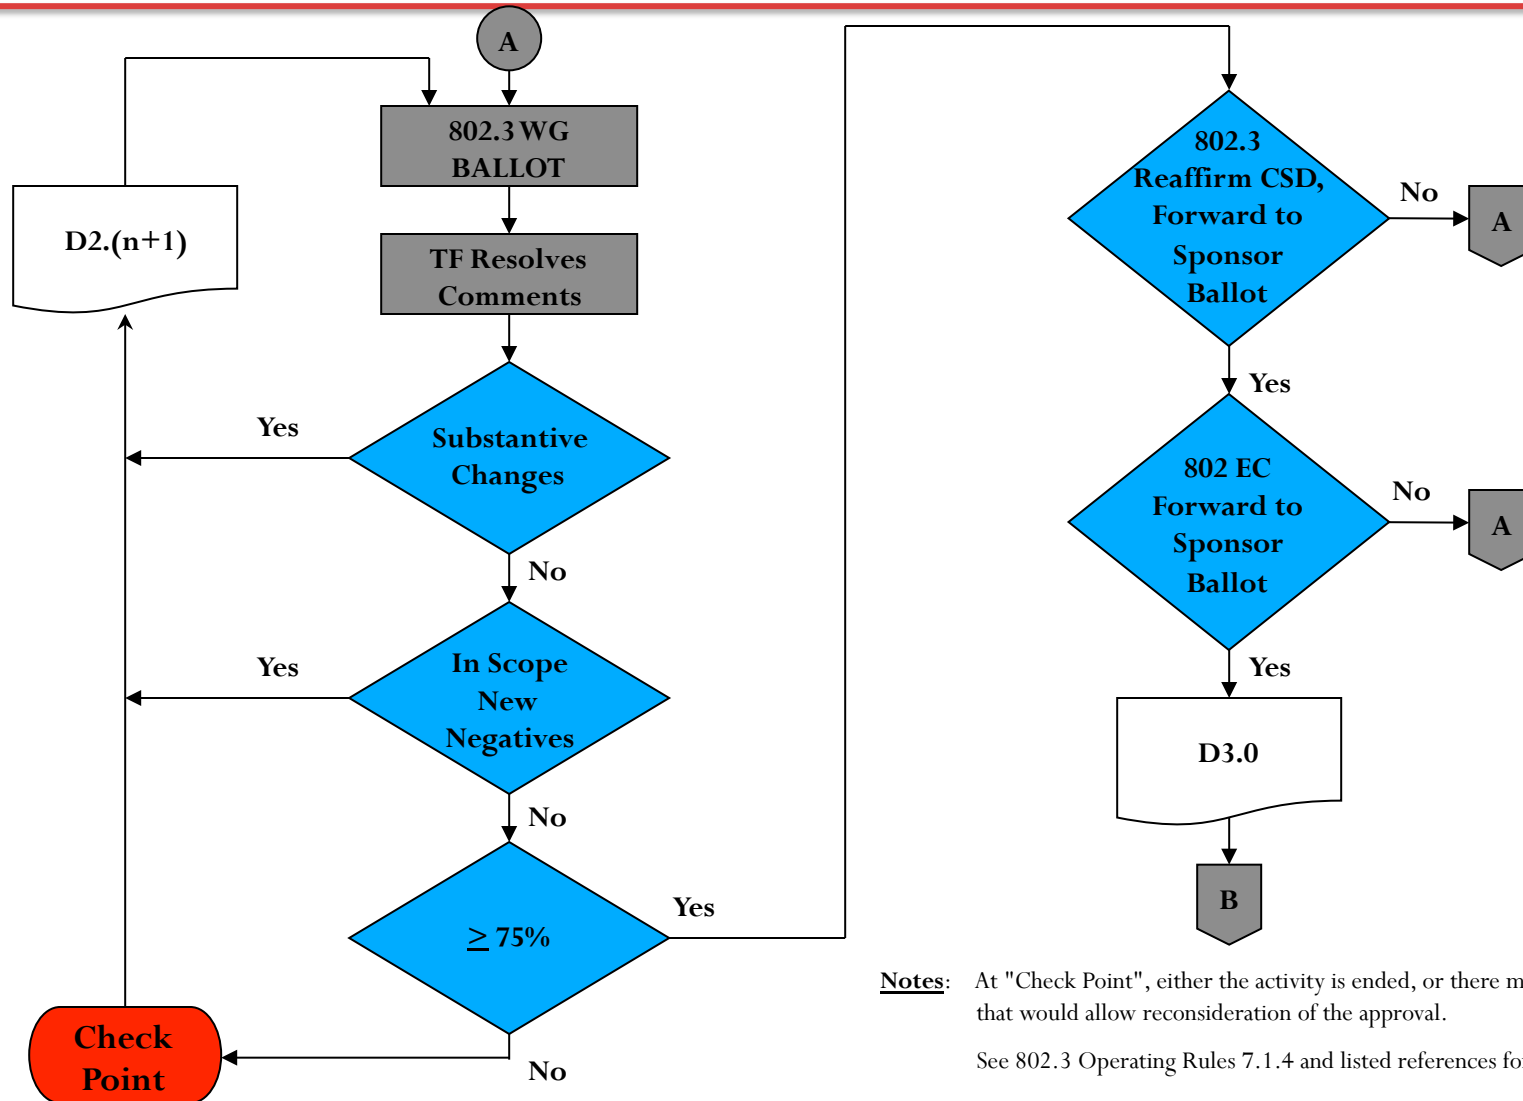 A
802.3 WG
BALLOT
D2.(n+1)
TF Resolves
Comments
Substantive
Changes
Yes
No
In Scope
New
Negatives
Yes
No
≥ 75%
Yes
No
Check
Point
802.3
Reaffirm CSD,
Forward to
Sponsor
Ballot
No
A
Yes
802 EC
Forward to
Sponsor
Ballot
No
A
Yes
D3.0
B
Notes: At "Check Point", either the activity is ended, or there m
that would allow reconsideration of the approval.
See 802.3 Operating Rules 7.1.4 and listed references fo